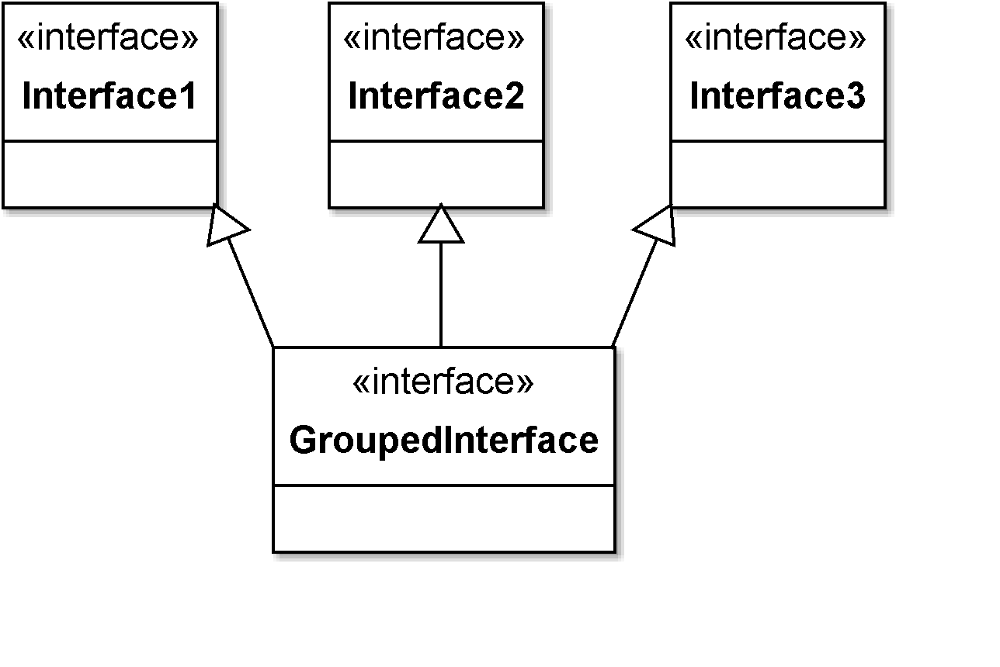 «interface» «interface» «interface»
Interface1 Interface2 Interface3
«interface»
GroupedInterface